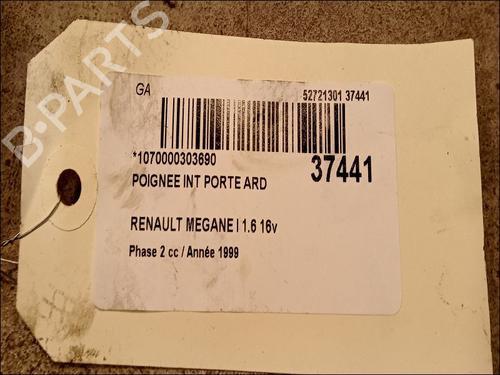 B-PARTS
GA
52721301 37441
*1070000303690
37441
POIGNEE INT PORTE ARD
RENAULT MEGANE I 1.6 16v
Phase 2 cc / Année 1999